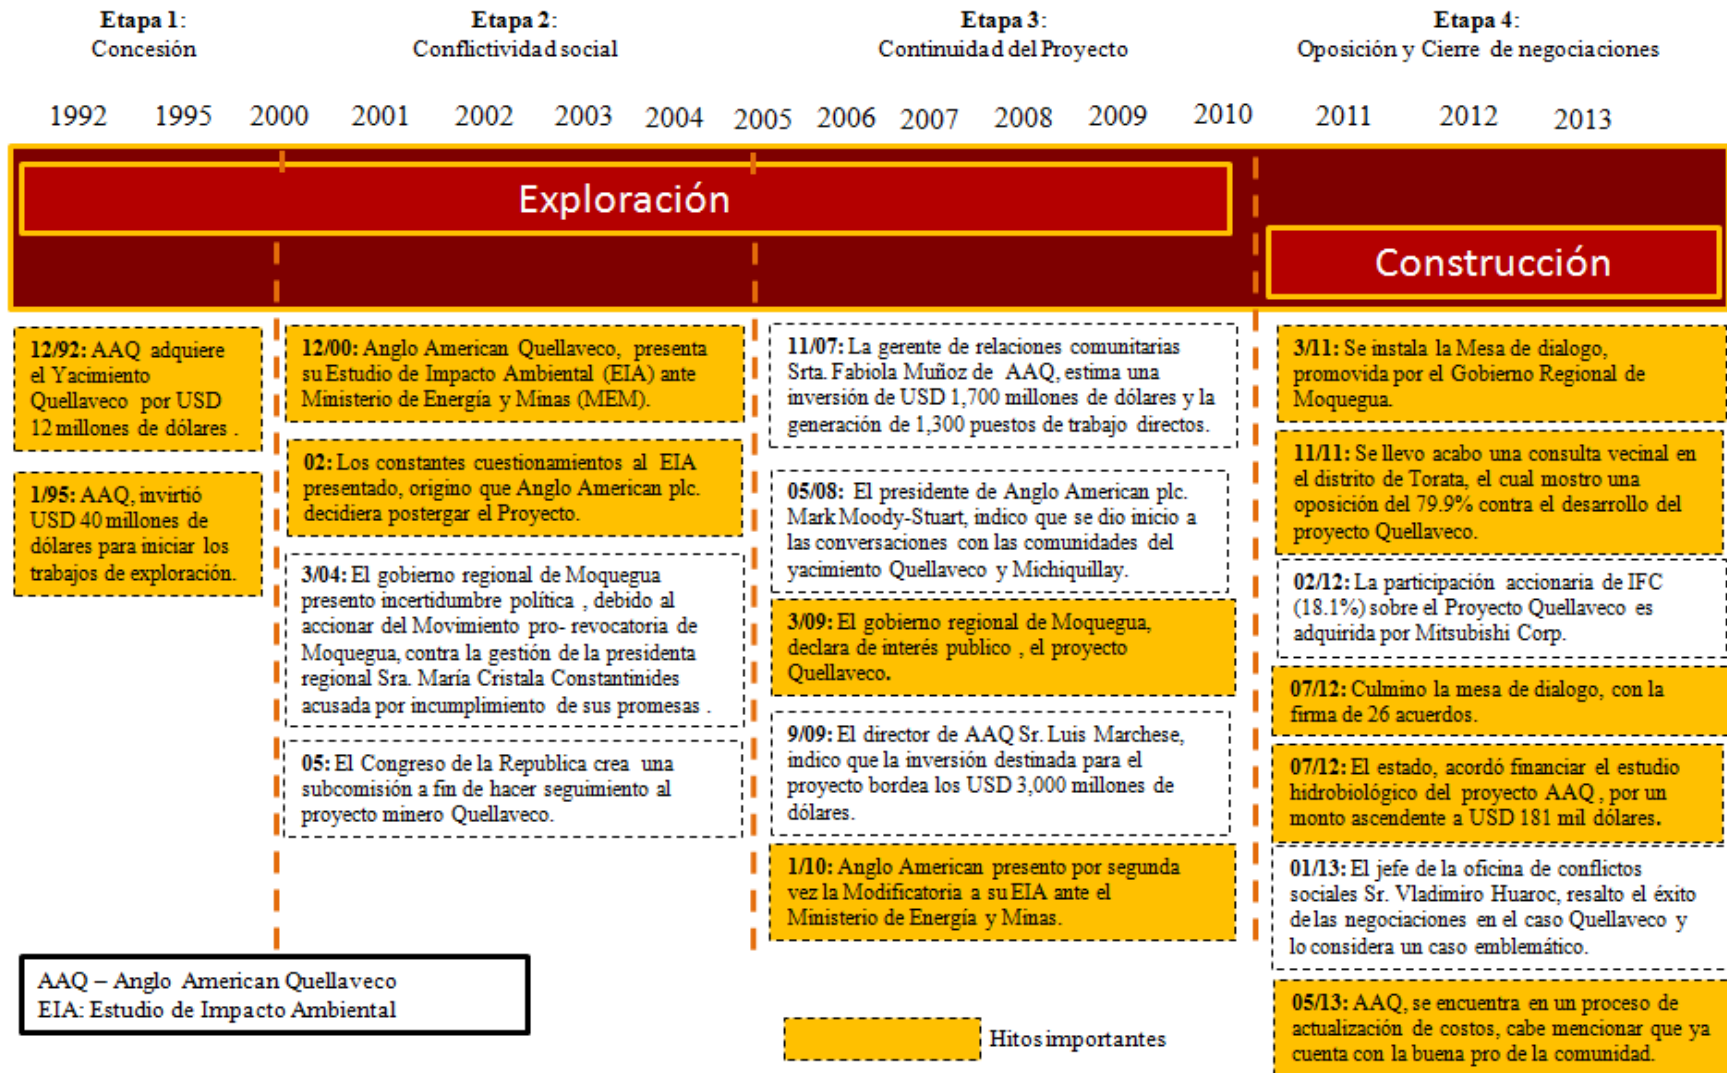 Etapa 1:
Concesión
Etapa 2:
Conflictividad social
Etapa 3:
Continuidad del Proyecto
Etapa 4:
Oposición y Cierre de negociaciones
1992 1995 2000 2001 2002 2003 2004 2005 2006 2007 2008 2009 2010 2011 2012 2013
Exploración
Construcción
12/92: AAQ adquiere
el Yacimiento
Quellaveco por USD
12 millones de dólares .
1/95: AAQ, invirtió
USD 40 millones de
dólares para iniciar los
trabajos de exploración.
12/00: Anglo American Quellaveco, presenta
su Estudio de Impacto Ambiental (EIA) ante
Ministerio de Energía y Minas (MEM).
02: Los constantes cuestionamientos al EIA
presentado, origino que Anglo American plc.
decidiera postergar el Proyecto.
3/04: El gobierno regional de Moquegua
presento incertidumbre política , debido al
accionar del Movimiento pro- revocatoria de
Moquegua, contra la gestión de la presidenta
regional Sra. María Cristala Constantinides
acusada por incumplimiento de sus promesas .
05: El Congreso de la Republica crea una
subcomisión a fin de hacer seguimiento al
proyecto minero Quellaveco.
11/07: La gerente de relaciones comunitarias
Srta. Fabiola Muñoz de AAQ, estima una
inversión de USD 1,700 millones de dólares y la
generación de 1,300 puestos de trabajo directos.
05/08: El presidente de Anglo American plc.
Mark Moody-Stuart, indico que se dio inicio a
las conversaciones con las comunidades del
yacimiento Quellaveco y Michiquillay.
3/09: El gobierno regional de Moquegua,
declara de interés publico , el proyecto
Quellaveco.
9/09: El director de AAQ Sr. Luis Marchese,
indico que la inversión destinada para el
proyecto bordea los USD 3,000 millones de
dólares.
1/10: Anglo American presento por segunda
vez la Modificatoria a su EIA ante el
Ministerio de Energía y Minas.
3/11: Se instala la Mesa de dialogo,
promovida por el Gobierno Regional de
Moquegua.
11/11: Se llevo acabo una consulta vecinal en
el distrito de Torata, el cual mostro una
oposición del 79.9% contra el desarrollo del
proyecto Quellaveco.
02/12: La participación accionaria de IFC
(18.1%) sobre el Proyecto Quellaveco es
adquirida por Mitsubishi Corp.
07/12: Culmino la mesa de dialogo, con la
firma de 26 acuerdos.
07/12: El estado, acordó financiar el estudio
hidrobiológico del proyecto AAQ , por un
monto ascendente a USD 181 mil dólares.
01/13: El jefe de la oficina de conflictos
sociales Sr. Vladimiro Huaroc, resalto el éxito
de las negociaciones en el caso Quellaveco y
lo considera un caso emblemático.
05/13: AAQ, se encuentra en un proceso de
actualización de costos, cabe mencionar que ya
cuenta con la buena pro de la comunidad.
AAQ – Anglo American Quellaveco
EIA: Estudio de Impacto Ambiental
Hitos importantes